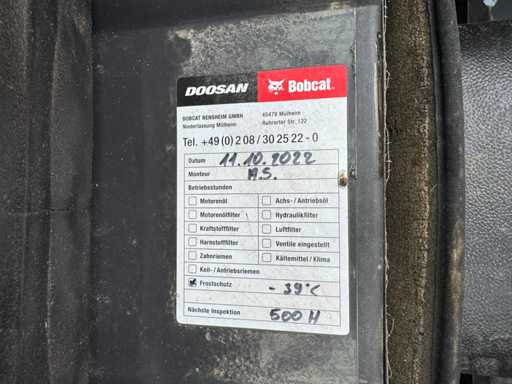 DOOSAN Bobcat
BOBCAT BENSHEIM GMBH 45478 Mülheim
Niederlassung Mülheim Ruhrorter Str. 122
Tel. +49 (0) 2 08 / 30 25 22 - 0
Datum 11.10.2022
Monteur M.S.
Betriebsstunden
Motorenöl Achs- / Antriebsöl
Motorenölfilter Hydraulikfilter
Kraftstofffilter Luftfilter
Harnstofffilter Ventile eingestellt
Zahnriemen Kältemittel / Klima
Keil- / Antriebsriemen
Frostschutz - 39°C
Nächste Inspektion 500 H